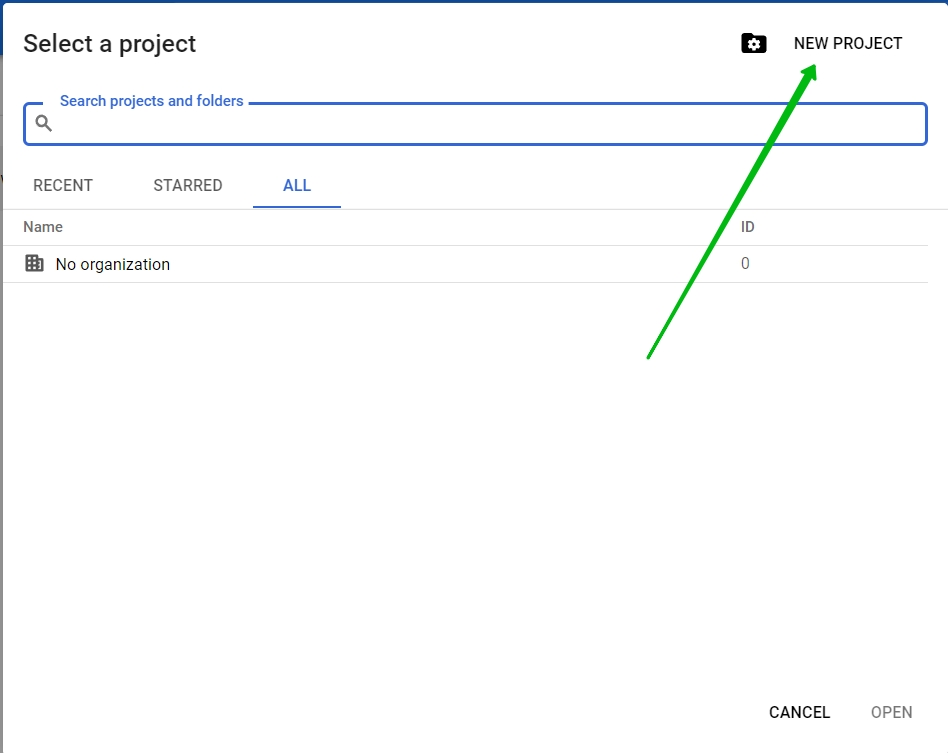 Select a project
NEW PROJECT
Search projects and folders
RECENT STARRED ALL
Name ID
No organization 0
CANCEL OPEN